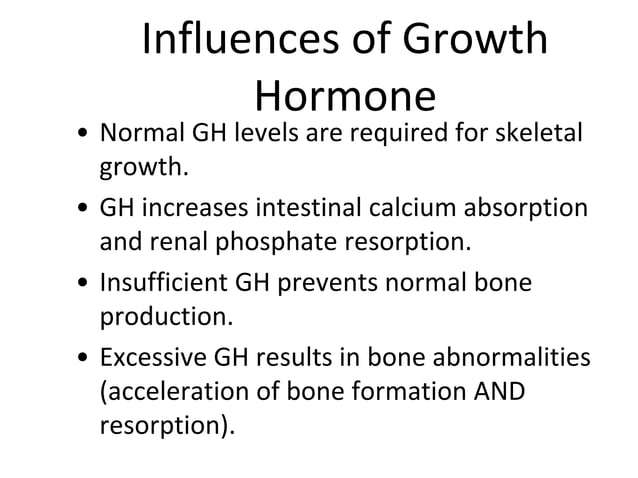 Influences of Growth
Hormone
• Normal GH levels are required for skeletal
growth.
• GH increases intestinal calcium absorption
and renal phosphate resorption.
• Insufficient GH prevents normal bone
production.
• Excessive GH results in bone abnormalities
(acceleration of bone formation AND
resorption).